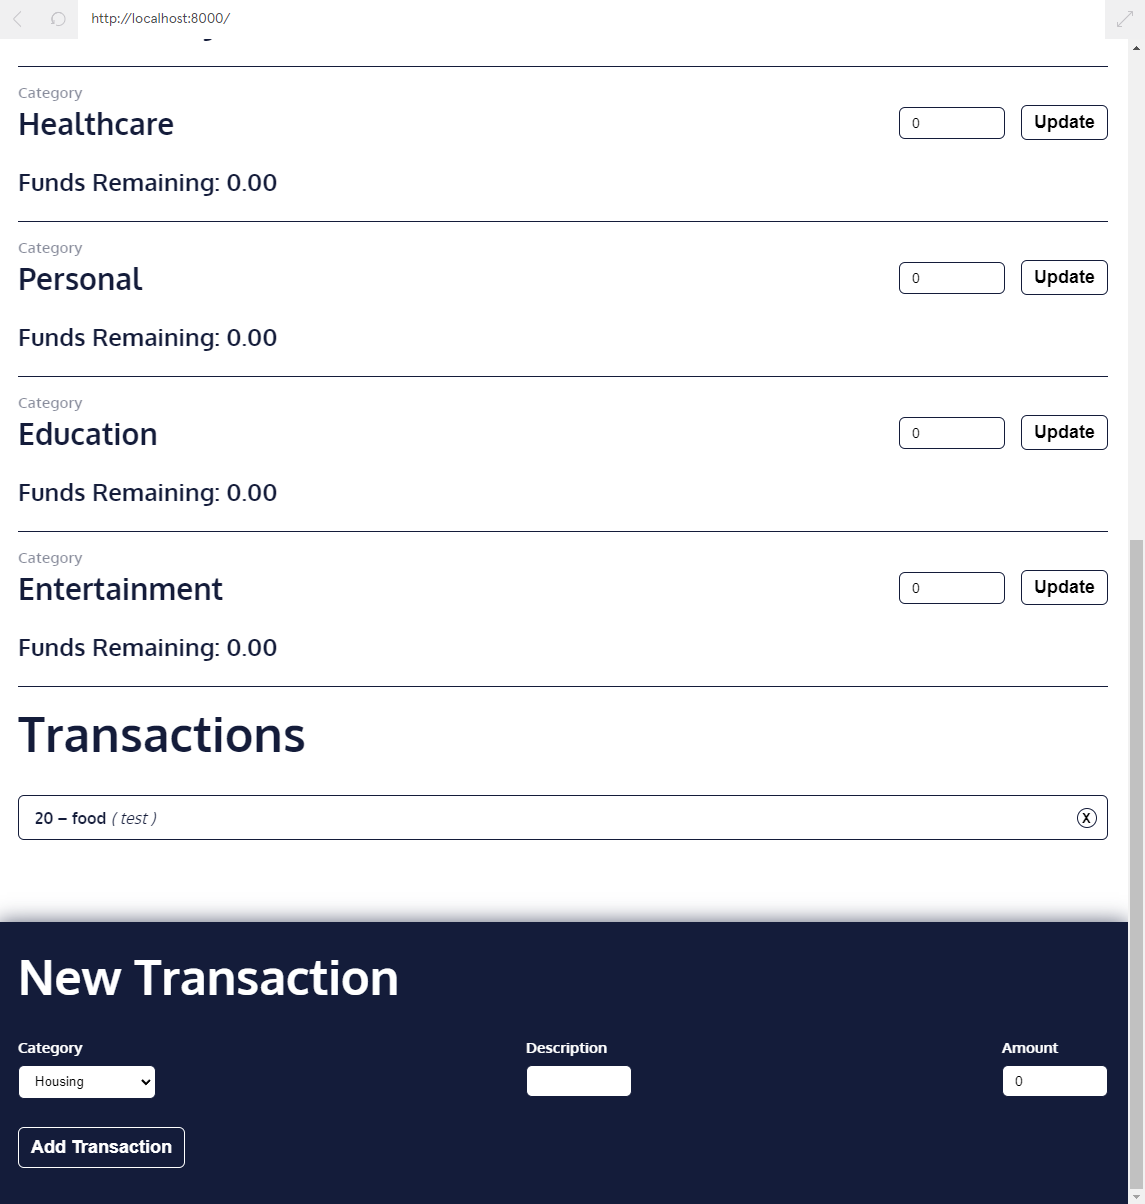 http://localhost:8000/
Category
Healthcare
0
Update
Funds Remaining: 0.00
Category
Personal
0
Update
Funds Remaining: 0.00
Category
Education
0
Update
Funds Remaining: 0.00
Category
Entertainment
0
Update
Funds Remaining: 0.00
Transactions
20 – food ( test )
X
New Transaction
Category
Description
Amount
Housing
0
Add Transaction